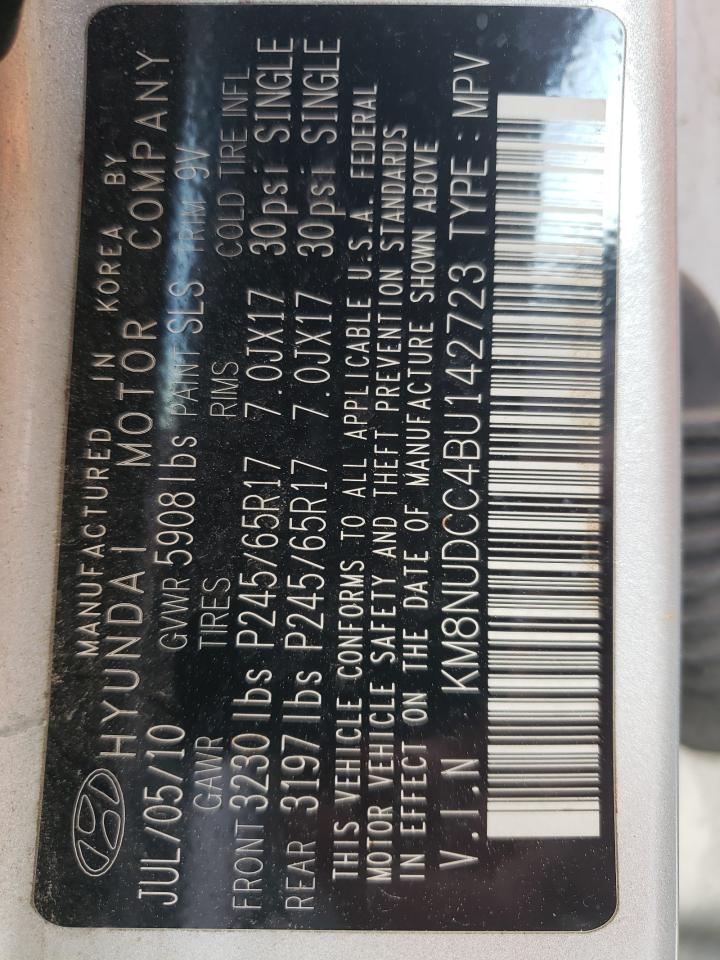 MANUFACTURED IN KOREA BY
HYUNDAI MOTOR COMPANY
JUL/05/10 GVWR 5908 lbs PAINT SLS TRIM 9V
GAWR TIRES RIMS COLD TIRE INFL
FRONT 3230 lbs P245/65R17 7.0JX17 30psi SINGLE
REAR 3197 lbs P245/65R17 7.0JX17 30psi SINGLE
THIS VEHICLE CONFORMS TO ALL APPLICABLE U.S.A. FEDERAL
MOTOR VEHICLE SAFETY AND THEFT PREVENTION STANDARDS
IN EFFECT ON THE DATE OF MANUFACTURE SHOWN ABOVE
V.I.N KM8NUDCC4BU142723 TYPE : MPV